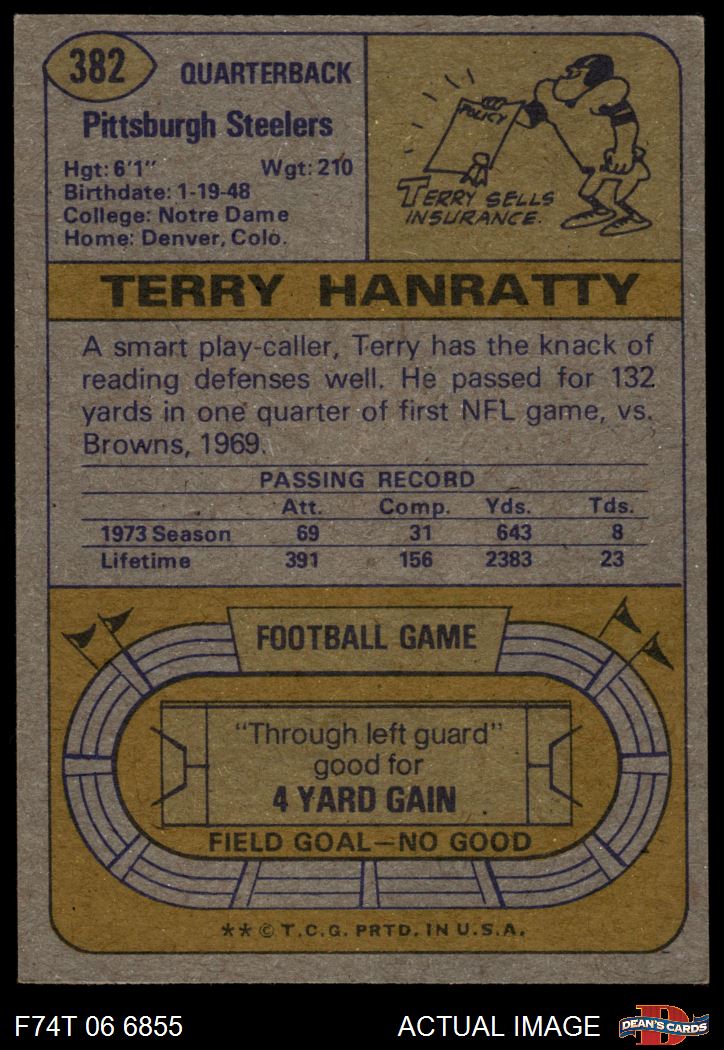 382
QUARTERBACK
Pittsburgh Steelers
Hgt: 6'1" Wgt: 210
Birthdate: 1-19-48
College: Notre Dame
Home: Denver, Colo.
POLICY
TERRY SELLS
INSURANCE.
TERRY HANRATTY
A smart play-caller, Terry has the knack of
reading defenses well. He passed for 132
yards in one quarter of first NFL game, vs.
Browns, 1969.
PASSING RECORD
Att. Comp. Yds. Tds.
1973 Season 69 31 643 8
Lifetime 391 156 2383 23
FOOTBALL GAME
"Through left guard"
good for
4 YARD GAIN
FIELD GOAL—NO GOOD
** © T.C.G. PRTD. IN U.S.A.
F74T 06 6855 ACTUAL IMAGE
D
DEAN'S CARDS